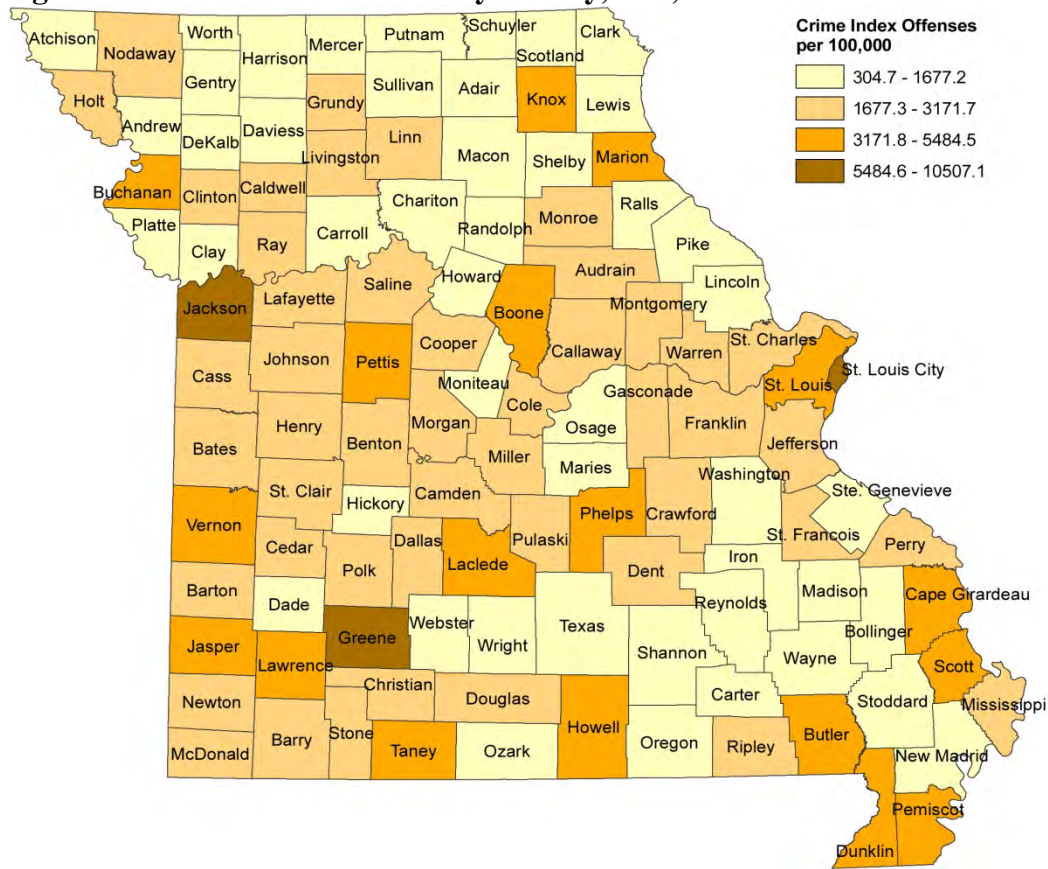 Crime Index Offenses
per 100,000
304.7 - 1677.2
1677.3 - 3171.7
3171.8 - 5484.5
5484.6 - 10507.1
Atchison
Nodaway
Worth
Harrison
Mercer
Putnam
Schuyler
Scotland
Clark
Holt
Gentry
Grundy
Sullivan
Adair
Knox
Lewis
Andrew
DeKalb
Daviess
Livingston
Linn
Macon
Shelby
Marion
Buchanan
Clinton
Caldwell
Chariton
Randolph
Monroe
Ralls
Platte
Clay
Ray
Carroll
Pike
Howard
Audrain
Lincoln
Jackson
Lafayette
Saline
Boone
Montgomery
Johnson
Pettis
Cooper
Callaway
Warren
St. Charles
Cass
Moniteau
St. Louis
St. Louis City
Cole
Gasconade
Henry
Benton
Morgan
Osage
Franklin
Jefferson
Bates
Miller
Maries
Washington
St. Clair
Hickory
Camden
Ste. Genevieve
Vernon
Cedar
Dallas
Laclede
Pulaski
Phelps
Crawford
St. Francois
Perry
Polk
Dent
Iron
Barton
Dade
Reynolds
Madison
Cape Girardeau
Greene
Webster
Wright
Texas
Bollinger
Jasper
Lawrence
Shannon
Wayne
Scott
Christian
Douglas
Carter
Stoddard
Mississippi
Newton
Howell
McDonald
Barry
Stone
Taney
Ozark
Oregon
Ripley
Butler
New Madrid
Pemiscot
Dunklin